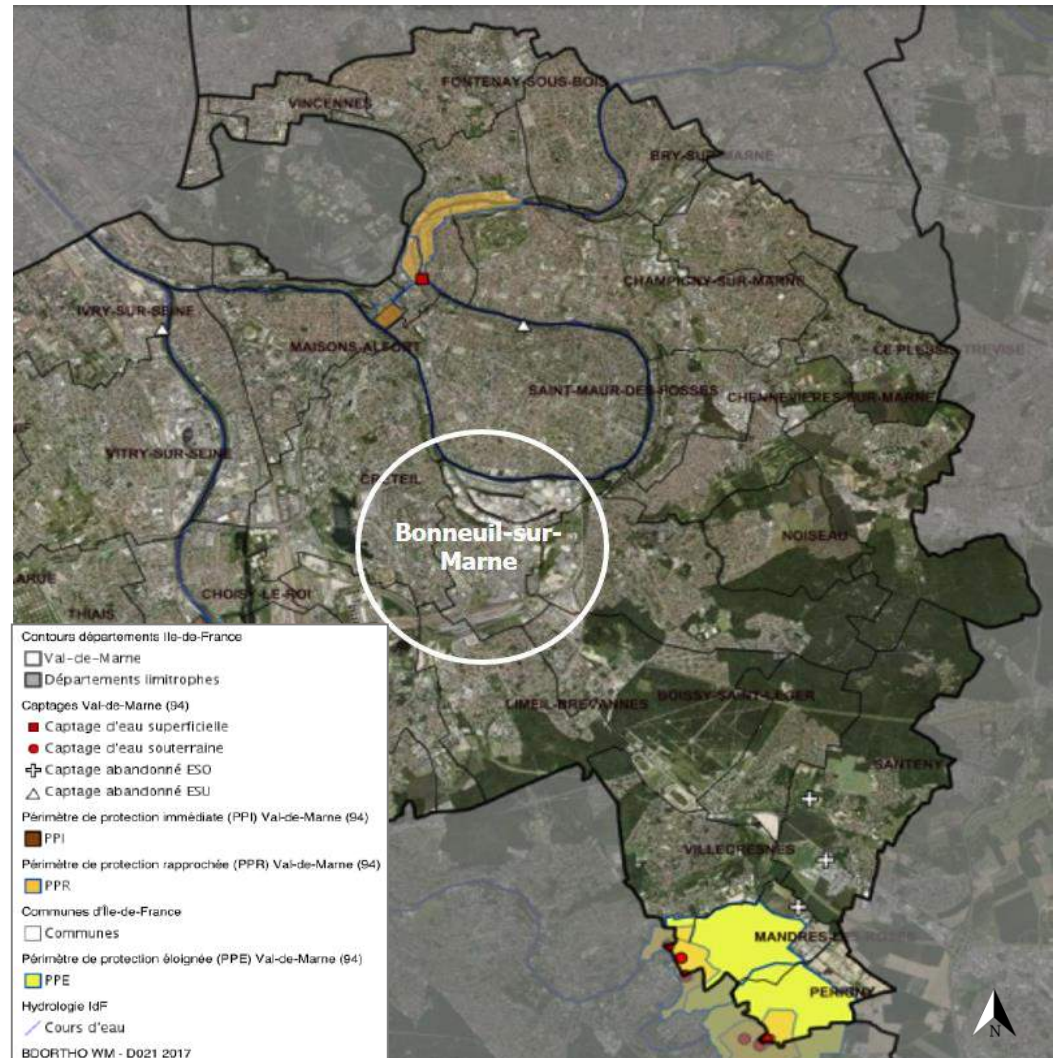 FONTENAY-SOUS-BOIS
VINCENNES
BRY-SUR-MARNE
CHAMPIGNY-SUR-MARNE
IVRY-SUR-SEINE
MAISONS-ALFORT
SAINT-MAUR-DES-FOSSES
CHENNEVIERES-SUR-MARNE
VITRY-SUR-SEINE
CRETEIL
Bonneuil-sur-
Marne
NOISEAU
ARUE
CHOISY-LE-ROI
THIAIS
LIMEIL-BREVANNES
BOISSY-SAINT-LEGER
SANTENY
VILLECRESNES
MANDRES-LES-ROSES
PERIGNY
N
Contours départements Ile-de-France
Val-de-Marne
Départements limitrophes
Captages Val-de-Marne (94)
Captage d'eau superficielle
Captage d'eau souterraine
Captage abandonné ESO
Captage abandonné ESU
Périmètre de protection immédiate (PPI) Val-de-Marne (94)
PPI
Périmètre de protection rapprochée (PPR) Val-de-Marne (94)
PPR
Communes d'Île-de-France
Communes
Périmètre de protection éloignée (PPE) Val-de-Marne (94)
PPE
Hydrologie IdF
Cours d'eau
BDORTHO WM - D021 2017